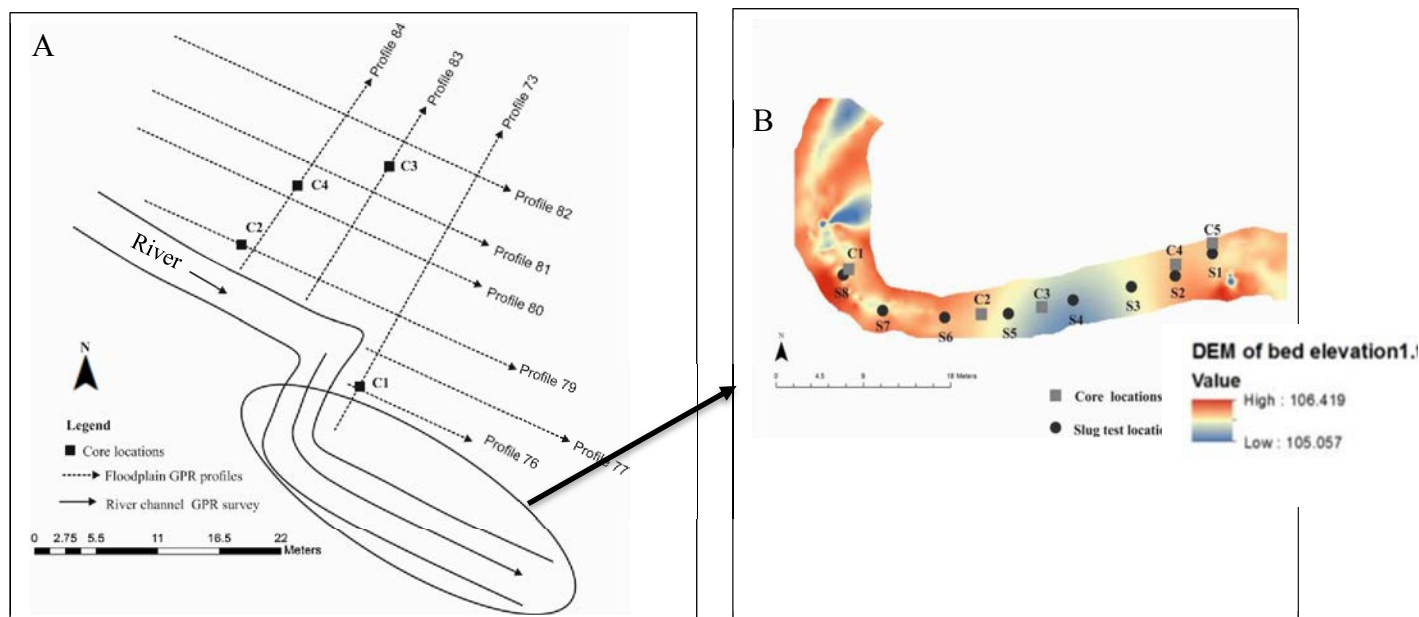 A
Profile 84
Profile 83
Profile 73
C3
C4
Profile 82
C2
River
Profile 81
Profile 80
N
Profile 79
C1
Profile 77
Profile 76
Legend
Core locations
Floodplain GPR profiles
River channel GPR survey
0 2.75 5.5 11 16.5 22
Meters
B
C5
C4
C1
S1
S8
S2
C2
C3
S3
S7
S6
S5
S4
N
0 4.5 9 18 Meters
Core locations
Slug test locatio
DEM of bed elevation1.
Value
High : 106.419
Low : 105.057